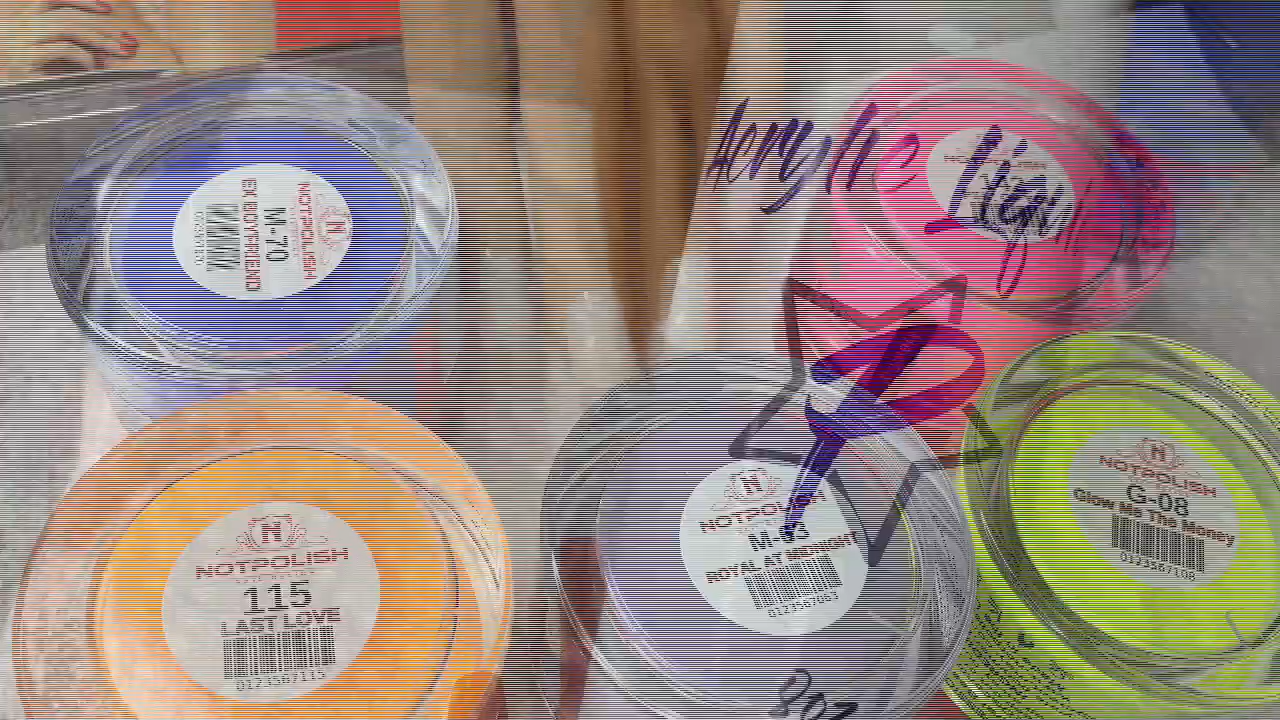 NOTPOLISH
M-70
EX BOYFRIEND
Acrylic
NOTPOLISH
115
LAST LOVE
0123567115
NOTPOLISH
ROYAL AT MIDNIGHT
0123567063
NOTPOLISH
G-08
Glow Me The Money
0123567108